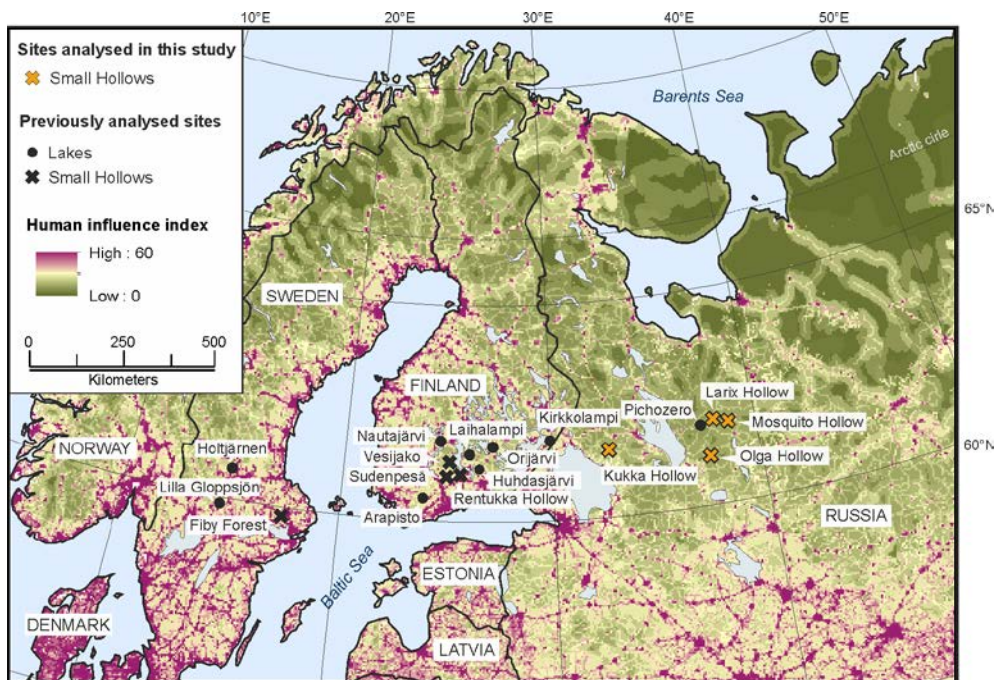 10°E
20°E
30°E
40°E
50°E
Sites analysed in this study
Small Hollows
Previously analysed sites
Lakes
Small Hollows
Human influence index
High : 60
Low : 0
0 250 500
Kilometers
Barents Sea
Arctic cirle
65°N
SWEDEN
FINLAND
Larix Hollow
Kirkkolampi
Pichozero
Mosquito Hollow
Nautajärvi
Laihalampi
NORWAY
Holtjärnen
Vesijako
Orijärvi
Olga Hollow
60°N
Sudenpesä
Huhdasjärvi
Kukka Hollow
Lilla Gloppsjön
Rentukka Hollow
RUSSIA
Fiby Forest
Arapisto
Baltic Sea
ESTONIA
DENMARK
LATVIA